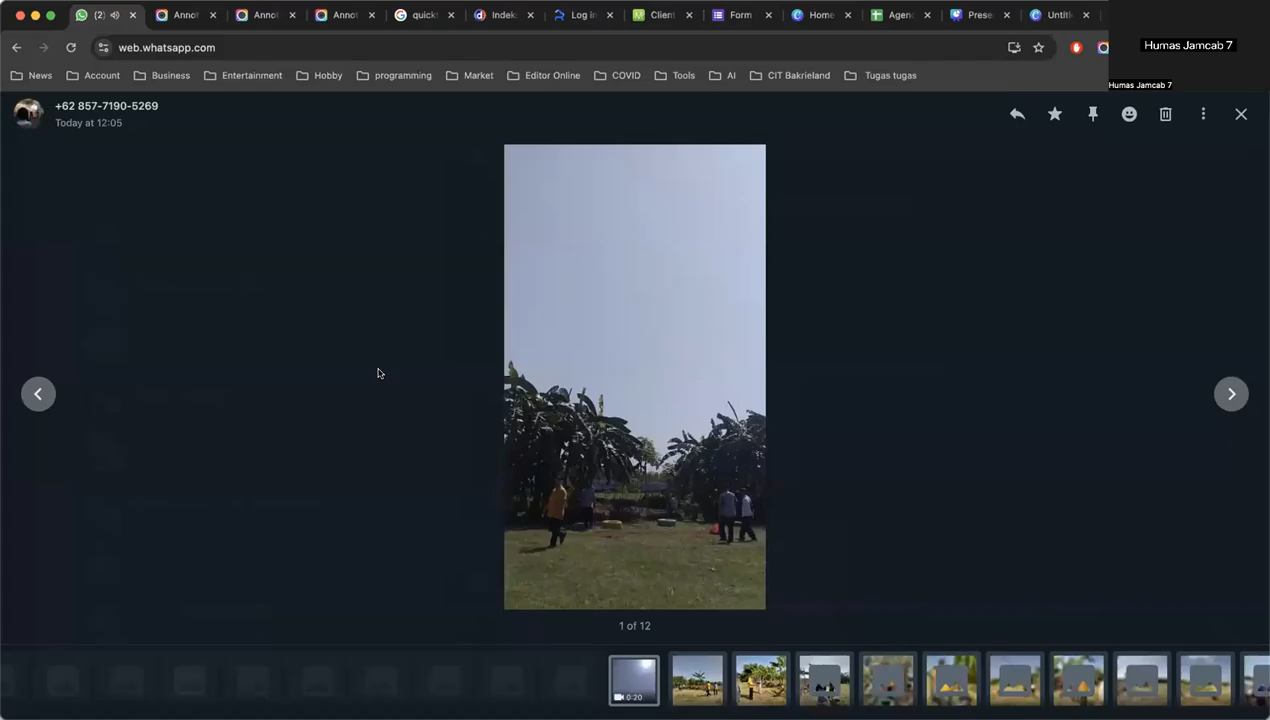 (2)
Annot
Annot
Annot
quickt
Indek
Log in
Client
Form
Home
Agen
Prese
Untitl
web.whatsapp.com
Humas Jamcab 7
News
Account
Business
Entertainment
Hobby
programming
Market
Editor Online
COVID
Tools
AI
CIT Bakrieland
Tugas tugas
Humas Jamcab 7
+62 857-7190-5269
Today at 12:05
1 of 12
0:20